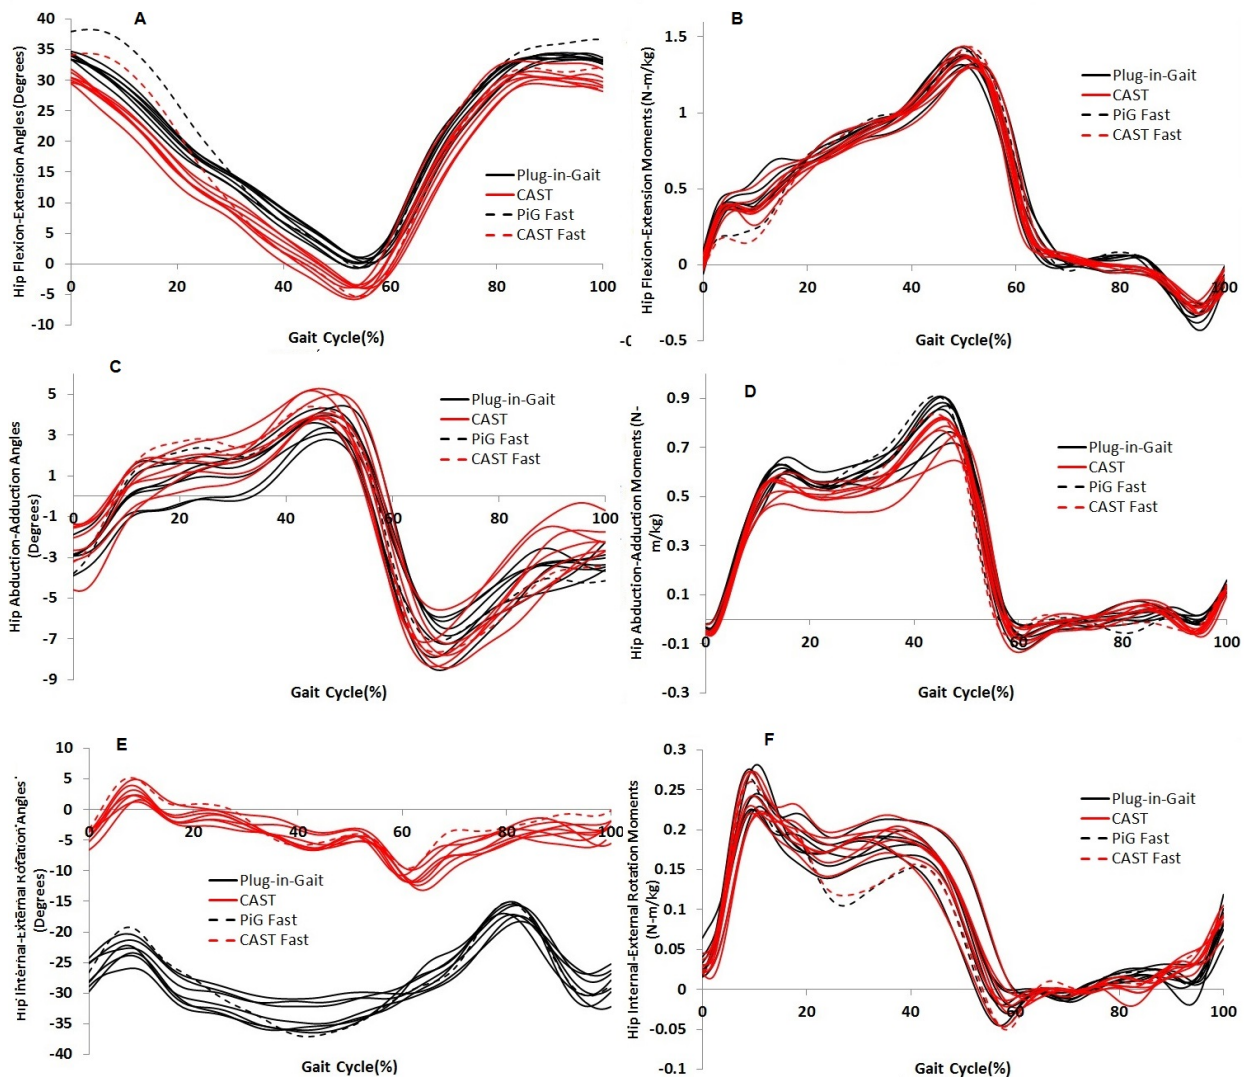 A
Hip Flexion-Extension Angles (Degrees)
40
35
30
25
20
15
10
5
0
-5
-10
0
20
40
60
80
100
Plug-in-Gait
CAST
PiG Fast
CAST Fast
Gait Cycle(%)
B
Hip Flexion-Extension Moments (N-m/kg)
1.5
1
0.5
0
-0.5
0
20
40
60
80
100
Plug-in-Gait
CAST
PiG Fast
CAST Fast
Gait Cycle(%)
C
Hip Abduction-Adduction Angles
(Degrees)
5
3
1
-1
-3
-5
-7
-9
0
20
40
60
80
100
Plug-in-Gait
CAST
PiG Fast
CAST Fast
Gait Cycle(%)
D
Hip Abduction-Adduction Moments (N-
m/kg)
0.9
0.7
0.5
0.3
0.1
-0.1
-0.3
0
20
40
60
80
100
Plug-in-Gait
CAST
PiG Fast
CAST Fast
Gait Cycle(%)
E
Hip Internal-External Rotation Angles
(Degrees)
10
5
0
-5
-10
-15
-20
-25
-30
-35
-40
0
20
40
60
80
100
Plug-in-Gait
CAST
PiG Fast
CAST Fast
Gait Cycle(%)
F
Hip Internal-External Rotation Moments
(N-m/kg)
0.3
0.25
0.2
0.15
0.1
0.05
0
-0.05
-0.1
0
20
40
60
80
100
Plug-in-Gait
CAST
PiG Fast
CAST Fast
Gait Cycle(%)